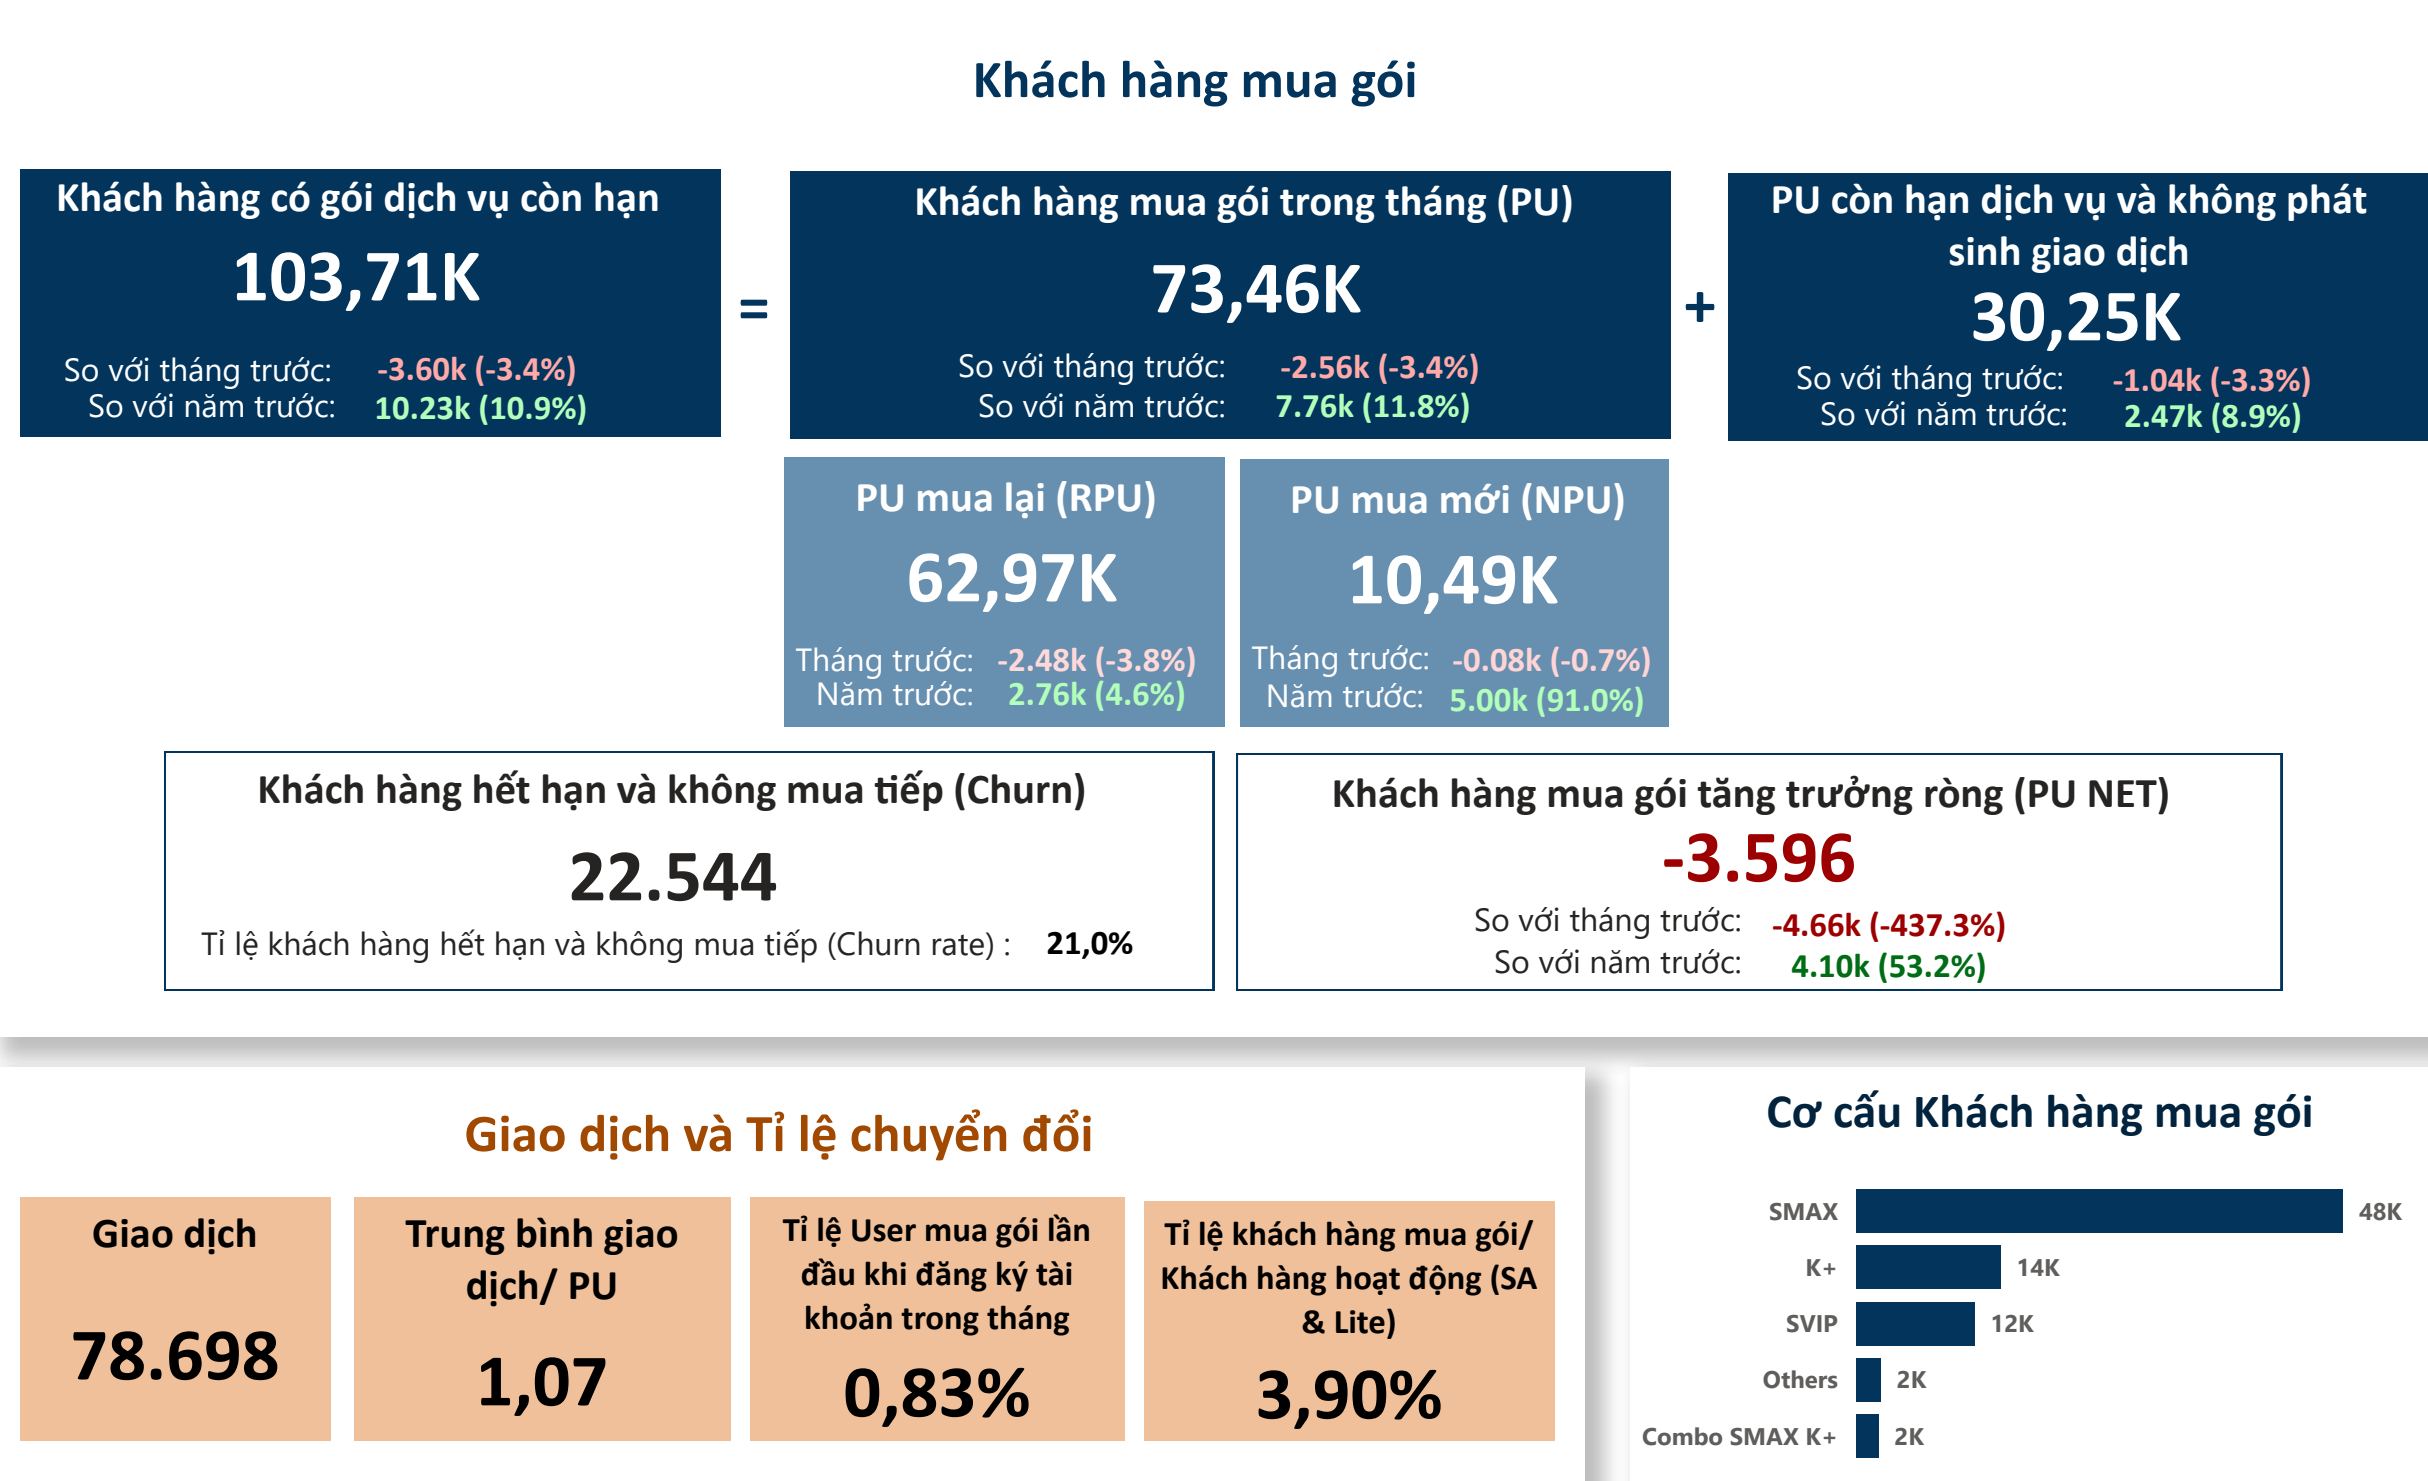 Khách hàng mua gói
Khách hàng có gói dịch vụ còn hạn
103,71K
So với tháng trước: -3.60k (-3.4%)
So với năm trước: 10.23k (10.9%)
=
Khách hàng mua gói trong tháng (PU)
73,46K
So với tháng trước: -2.56k (-3.4%)
So với năm trước: 7.76k (11.8%)
+
PU còn hạn dịch vụ và không phát
sinh giao dịch
30,25K
So với tháng trước: -1.04k (-3.3%)
So với năm trước: 2.47k (8.9%)
PU mua lại (RPU)
62,97K
Tháng trước: -2.48k (-3.8%)
Năm trước: 2.76k (4.6%)
PU mua mới (NPU)
10,49K
Tháng trước: -0.08k (-0.7%)
Năm trước: 5.00k (91.0%)
Khách hàng hết hạn và không mua tiếp (Churn)
22.544
Tỉ lệ khách hàng hết hạn và không mua tiếp (Churn rate) : 21,0%
Khách hàng mua gói tăng trưởng ròng (PU NET)
-3.596
So với tháng trước: -4.66k (-437.3%)
So với năm trước: 4.10k (53.2%)
Giao dịch và Tỉ lệ chuyển đổi
Giao dịch
78.698
Trung bình giao
dịch/ PU
1,07
Tỉ lệ User mua gói lần
đầu khi đăng ký tài
khoản trong tháng
0,83%
Tỉ lệ khách hàng mua gói/
Khách hàng hoạt động (SA
& Lite)
3,90%
Cơ cấu Khách hàng mua gói
SMAX 48K
K+ 14K
SVIP 12K
Others 2K
Combo SMAX K+ 2K